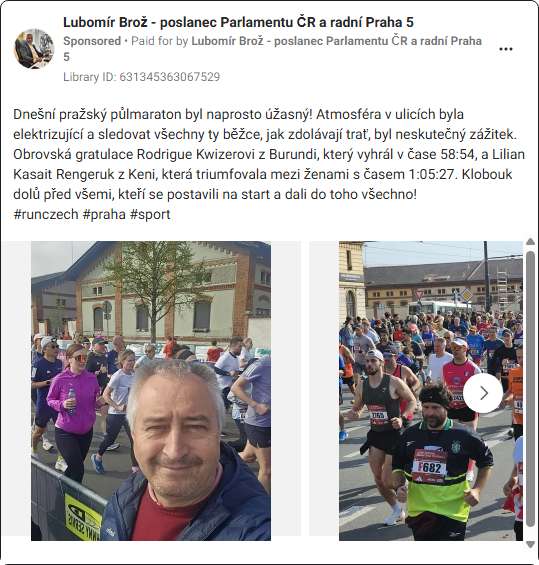 Lubomír Brož - poslanec Parlamentu ČR a radní Praha 5
Sponsored • Paid for by Lubomír Brož - poslanec Parlamentu ČR a radní Praha
5
Library ID: 631345363067529
Dnešní pražský půlmaraton byl naprosto úžasný! Atmosféra v ulicích byla
elektrizující a sledovat všechny ty běžce, jak zdolávají trať, byl neskutečný zážitek.
Obrovská gratulace Rodrigue Kwizerovi z Burundi, který vyhrál v čase 58:54, a Lilian
Kasait Rengeruk z Keni, která triumfovala mezi ženami s časem 1:05:27. Klobouk
dolů před všemi, kteří se postavili na start a dali do toho všechno!
#runczech #praha #sport
F682